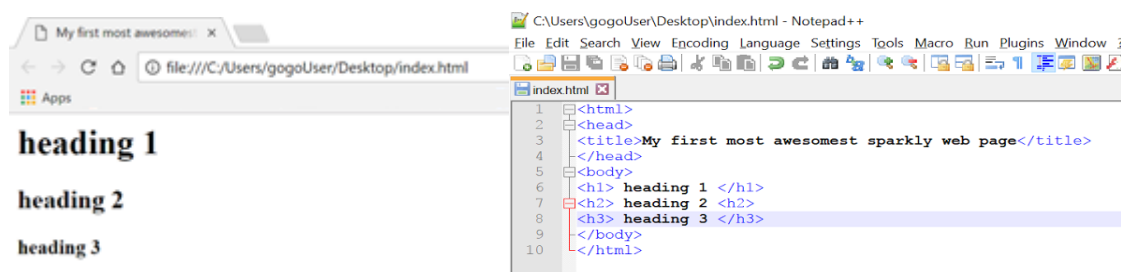 My first most awesomes
file:///C:/Users/gogoUser/Desktop/index.html
Apps
heading 1
heading 2
heading 3
C:\Users\gogoUser\Desktop\index.html - Notepad++
File Edit Search View Encoding Language Settings Tools Macro Run Plugins Window
index.html
1 <html>
2 <head>
3 <title>My first most awesomest sparkly web page</title>
4 </head>
5 <body>
6 <h1> heading 1 </h1>
7 <h2> heading 2 <h2>
8 <h3> heading 3 </h3>
9 </body>
10 </html>